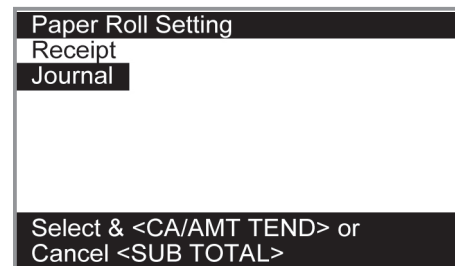 Paper Roll Setting
Receipt
Journal
Select & <CA/AMT TEND> or
Cancel <SUB TOTAL>